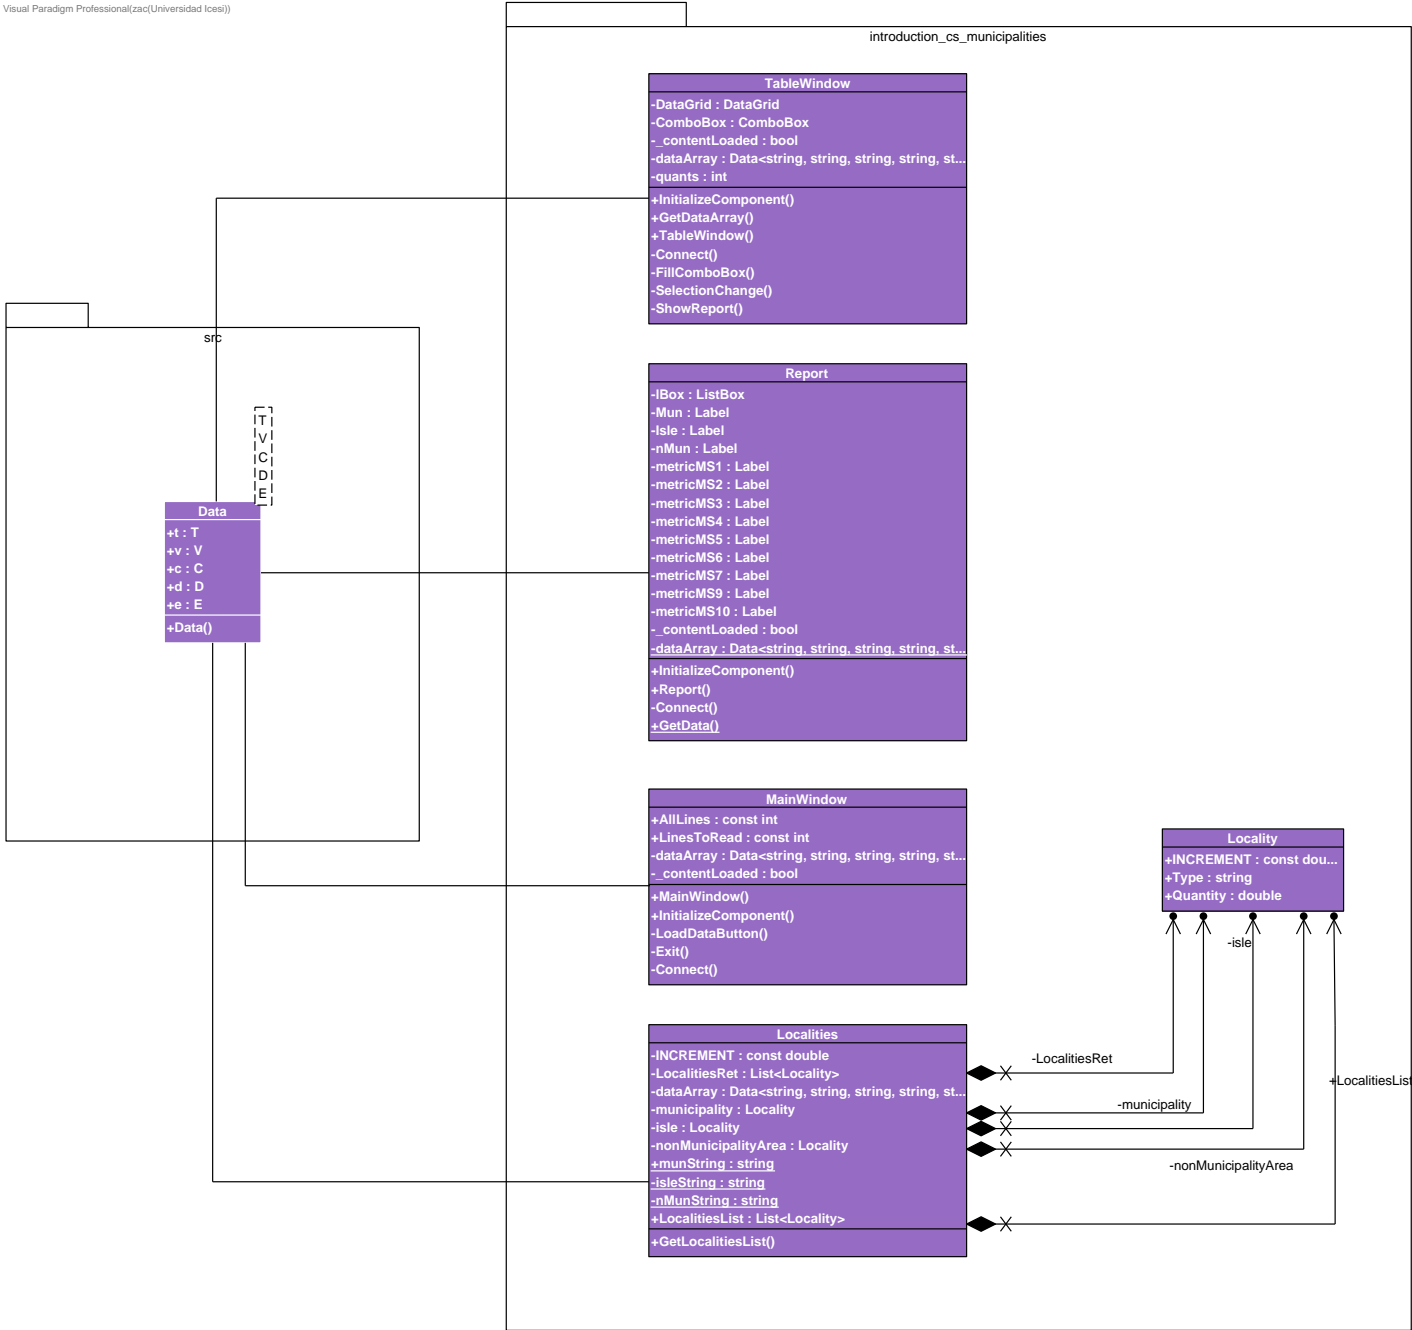 Visual Paradigm Professional(zac(Universidad Icesi))
introduction_cs_municipalities
TableWindow
-DataGrid : DataGrid
-ComboBox : ComboBox
-_contentLoaded : bool
-dataArray : Data<string, string, string, string, st...
-quants : int
+InitializeComponent()
+GetDataArray()
+TableWindow()
-Connect()
-FillComboBox()
-SelectionChange()
-ShowReport()
src
T
V
C
D
E
Data
+t : T
+v : V
+c : C
+d : D
+e : E
+Data()
Report
-lBox : ListBox
-Mun : Label
-Isle : Label
-nMun : Label
-metricMS1 : Label
-metricMS2 : Label
-metricMS3 : Label
-metricMS4 : Label
-metricMS5 : Label
-metricMS6 : Label
-metricMS7 : Label
-metricMS9 : Label
-metricMS10 : Label
-_contentLoaded : bool
-dataArray : Data<string, string, string, string, st...
+InitializeComponent()
+Report()
-Connect()
+GetData()
MainWindow
+AllLines : const int
+LinesToRead : const int
-dataArray : Data<string, string, string, string, st...
-_contentLoaded : bool
+MainWindow()
+InitializeComponent()
-LoadDataButton()
-Exit()
-Connect()
Locality
+INCREMENT : const dou...
+Type : string
+Quantity : double
-isle
Localities
-INCREMENT : const double
-LocalitiesRet : List<Locality>
-dataArray : Data<string, string, string, string, st...
-municipality : Locality
-isle : Locality
-nonMunicipalityArea : Locality
+munString : string
-isleString : string
-nMunString : string
+LocalitiesList : List<Locality>
+GetLocalitiesList()
-LocalitiesRet
+LocalitiesList
-municipality
-nonMunicipalityArea